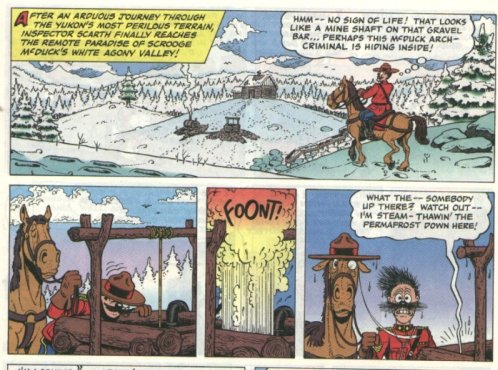 AFTER AN ARDUOUS JOURNEY THROUGH
THE YUKON'S MOST PERILOUS TERRAIN,
INSPECTOR SCARTH FINALLY REACHES
THE REMOTE PARADISE OF SCROOGE
McDUCK'S WHITE AGONY VALLEY!
HMM-- NO SIGN OF LIFE! THAT LOOKS
LIKE A MINE SHAFT ON THAT GRAVEL
BAR... PERHAPS THIS McDUCK ARCH-
CRIMINAL IS HIDING INSIDE!
FOONT!
WHAT THE-- SOMEBODY
UP THERE? WATCH OUT--
I'M STEAM-THAWIN' THE
PERMAFROST DOWN HERE!